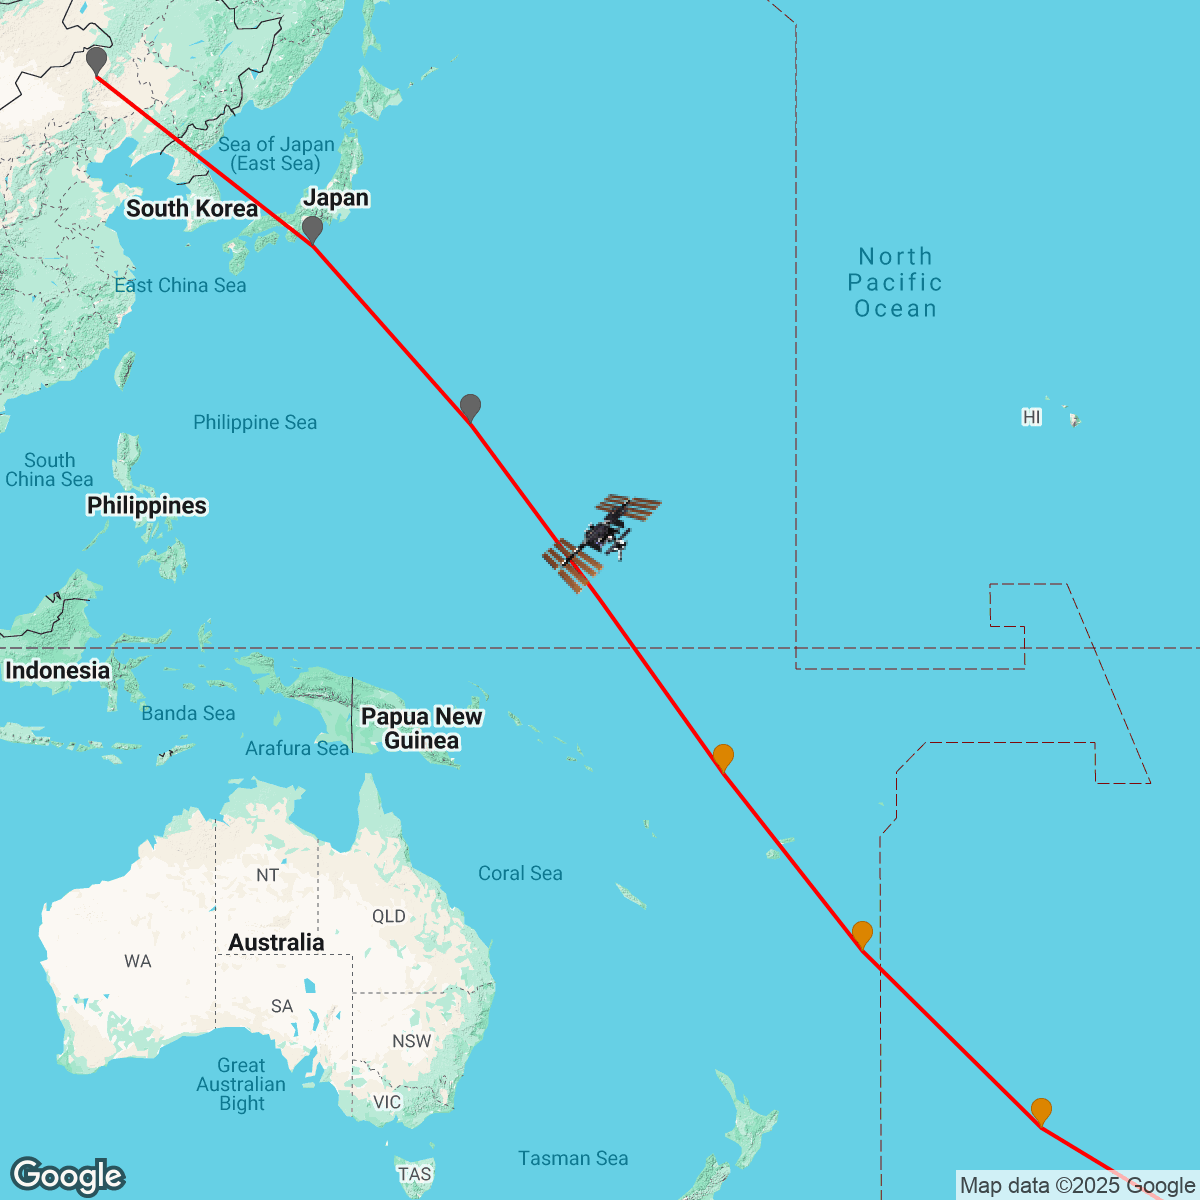 Sea of Japan
(East Sea)
Japan
South Korea
North
Pacific
Ocean
East China Sea
Philippine Sea
HI
South
China Sea
Philippines
Indonesia
Banda Sea
Papua New
Guinea
Arafura Sea
NT
Coral Sea
QLD
Australia
WA
SA
NSW
Great
Australian
Bight
VIC
Tasman Sea
TAS
Google
Map data ©2025 Google